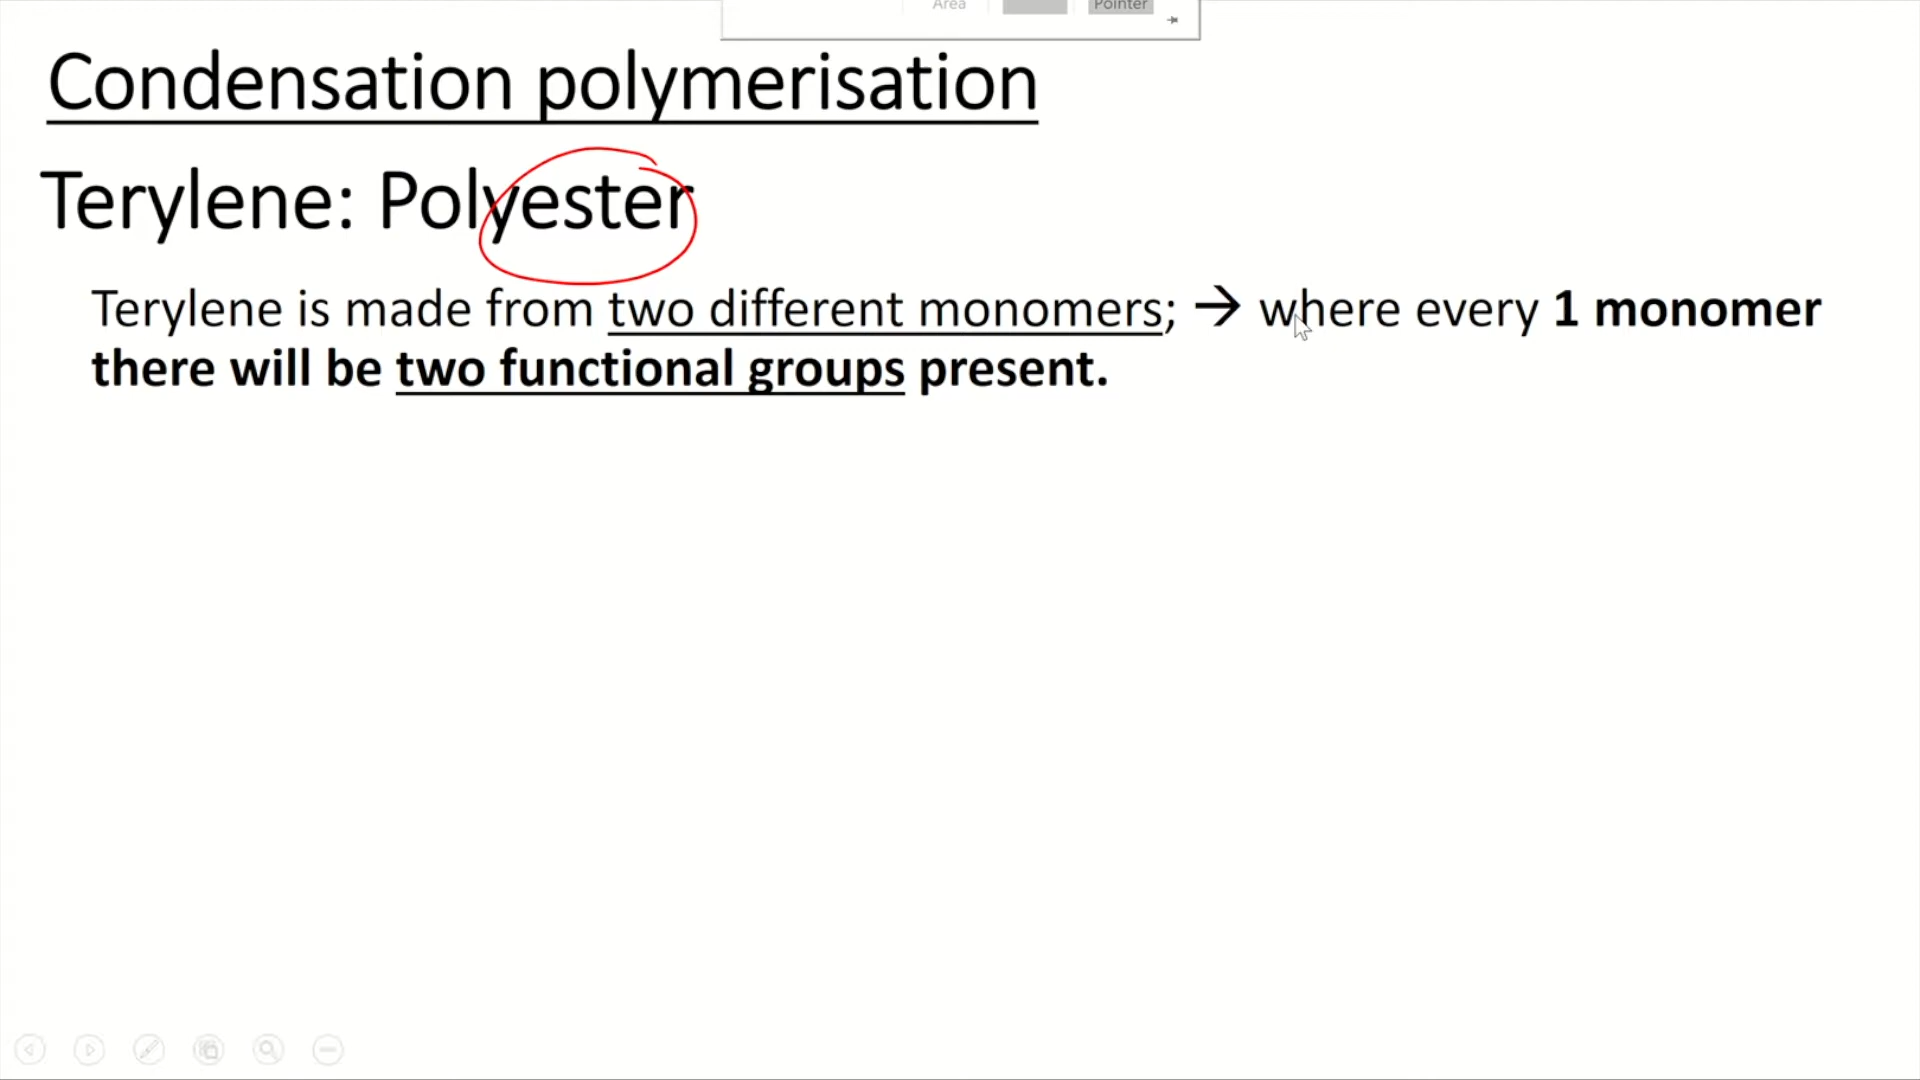 Area
Pointer
Condensation polymerisation
Terylene: Polyester
Terylene is made from two different monomers; → where every 1 monomer
there will be two functional groups present.